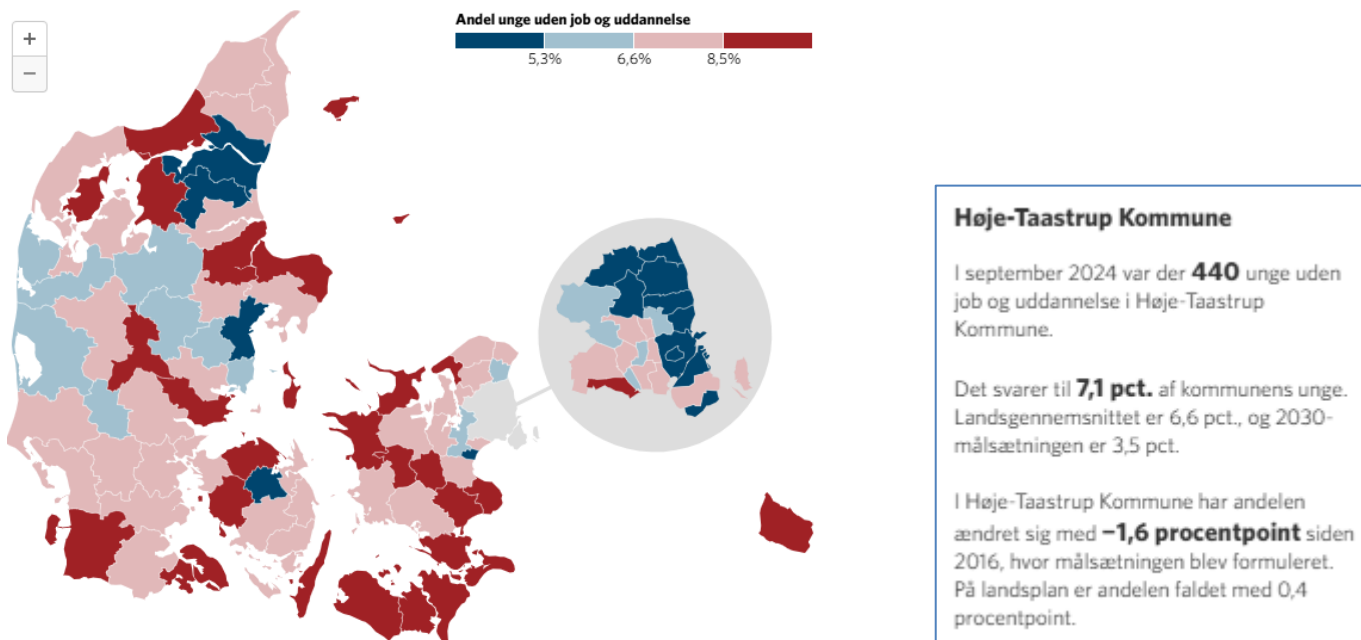 +
−
Andel unge uden job og uddannelse
5,3% 6,6% 8,5%
Høje-Taastrup Kommune
I september 2024 var der 440 unge uden
job og uddannelse i Høje-Taastrup
Kommune.
Det svarer til 7,1 pct. af kommunens unge.
Landsgennemsnittet er 6,6 pct., og 2030-
målsætningen er 3,5 pct.
I Høje-Taastrup Kommune har andelen
ændret sig med −1,6 procentpoint siden
2016, hvor målsætningen blev formuleret.
På landsplan er andelen faldet med 0,4
procentpoint.